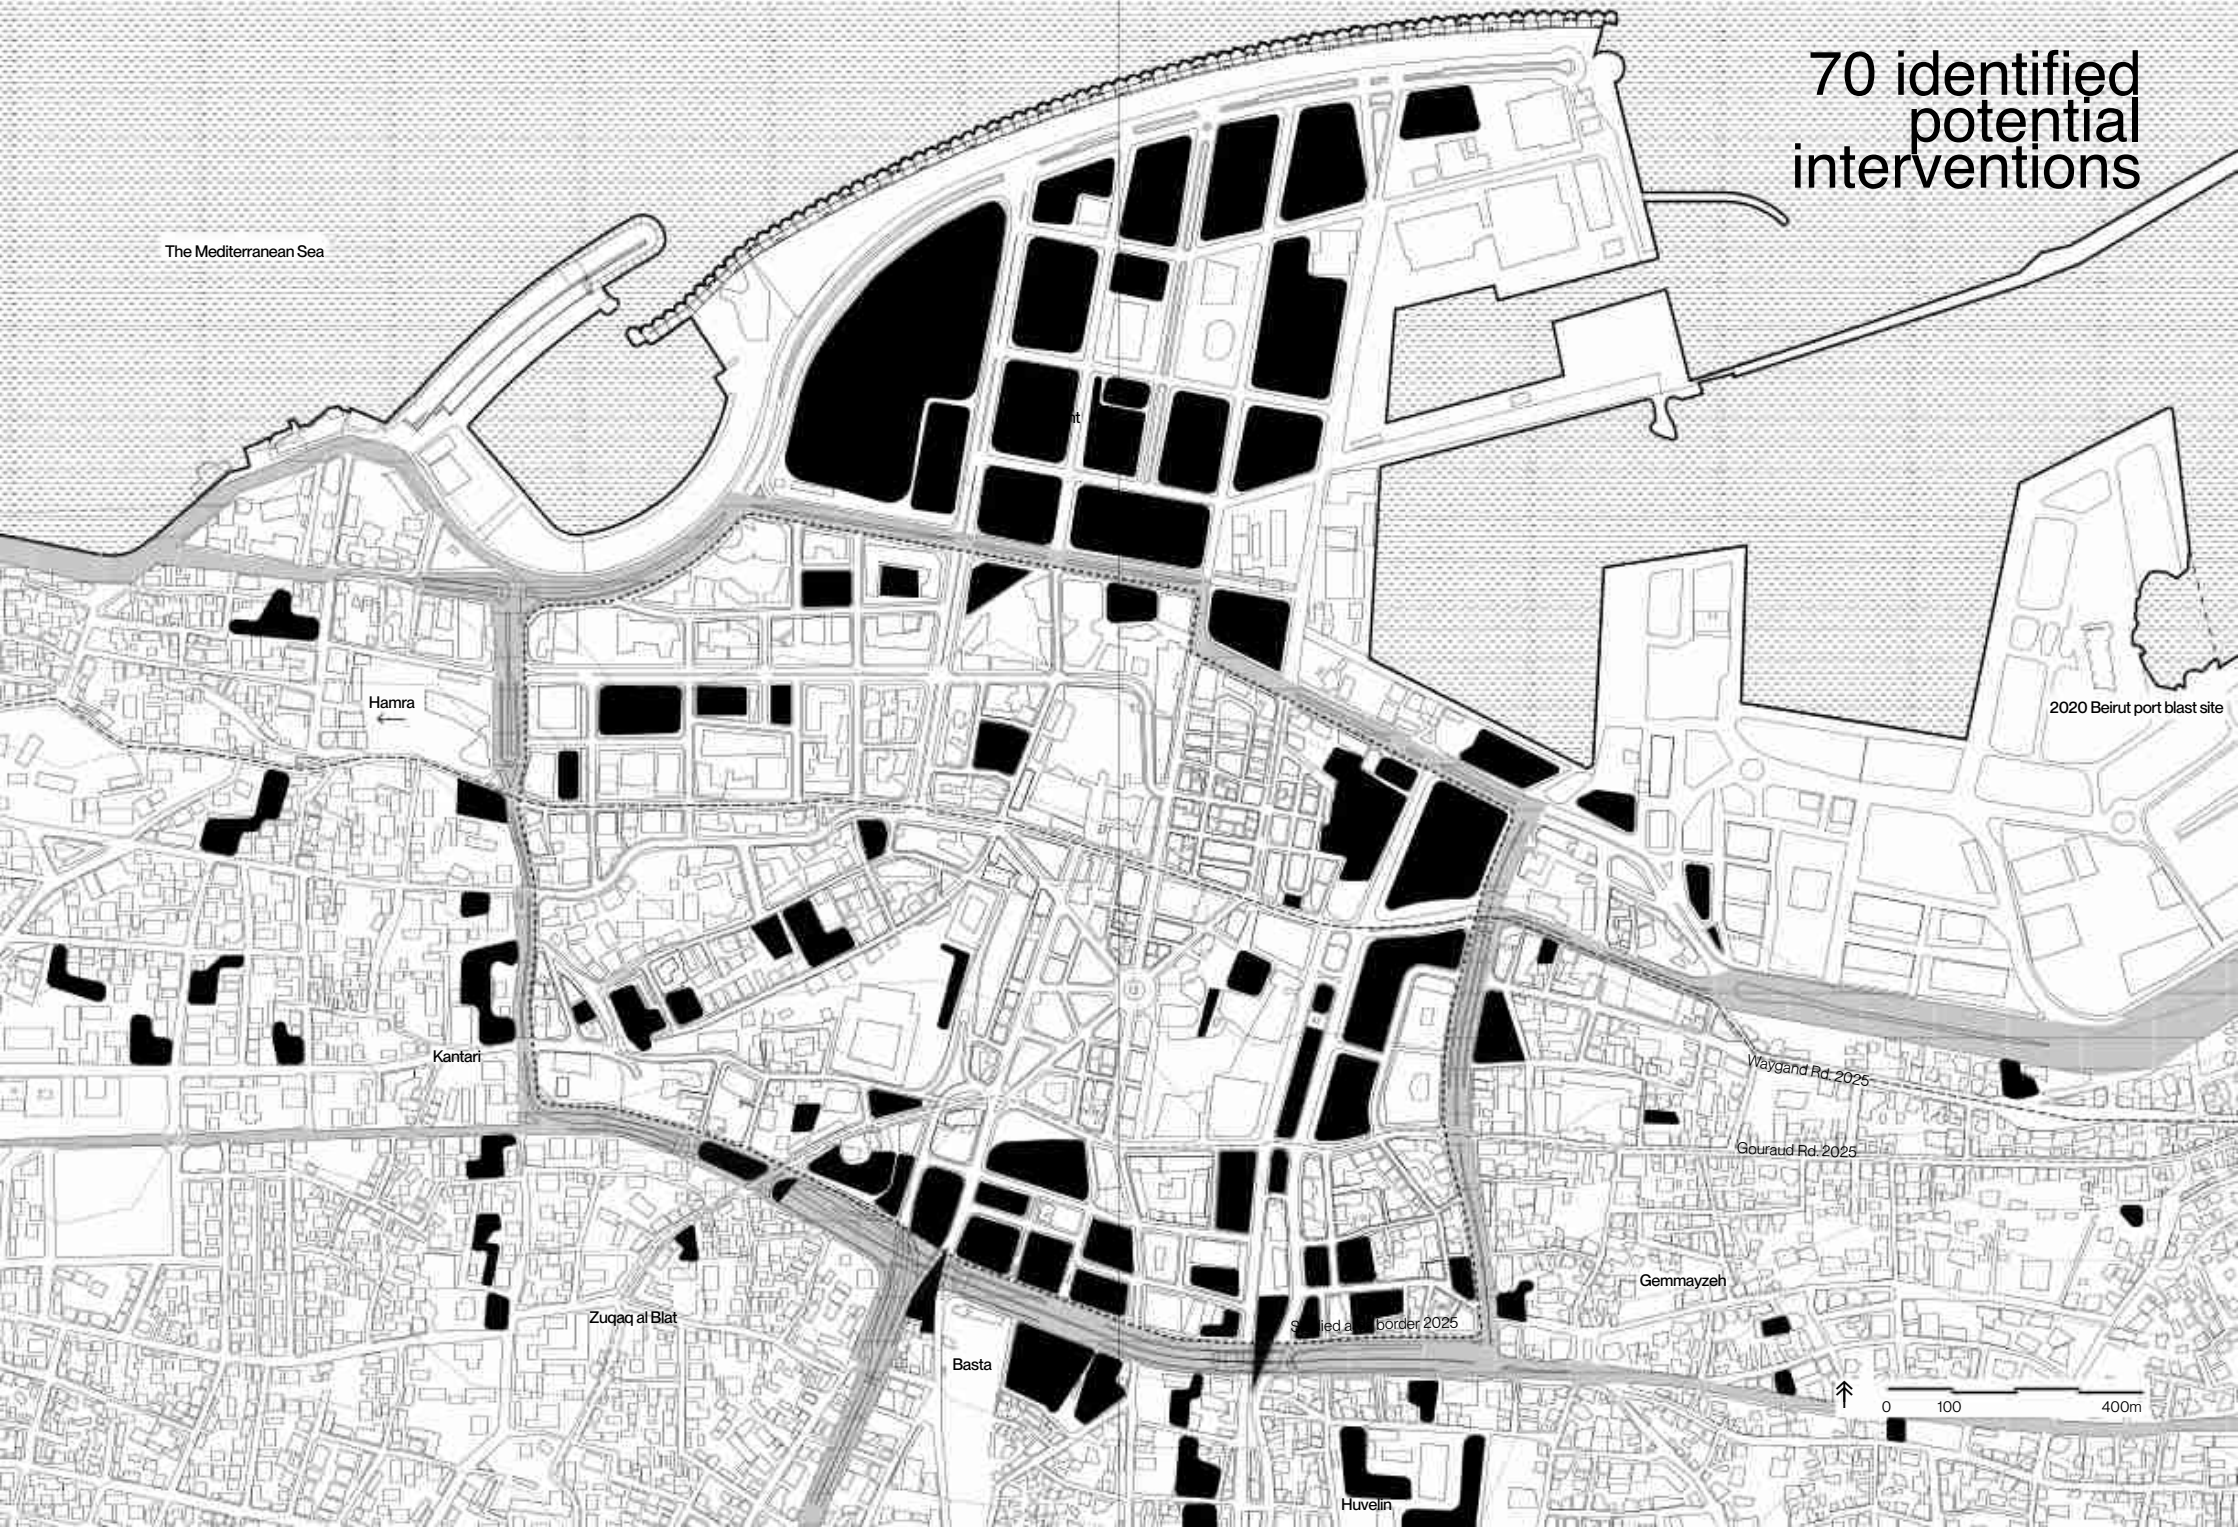 70 identified
potential
interventions
The Mediterranean Sea
nt
Hamra
2020 Beirut port blast site
Kantari
Waygand Rd. 2025
Gouraud Rd. 2025
Gemmayzeh
Zuqaq al Blat
border 2025
Basta
0 100 400m
Huvelin